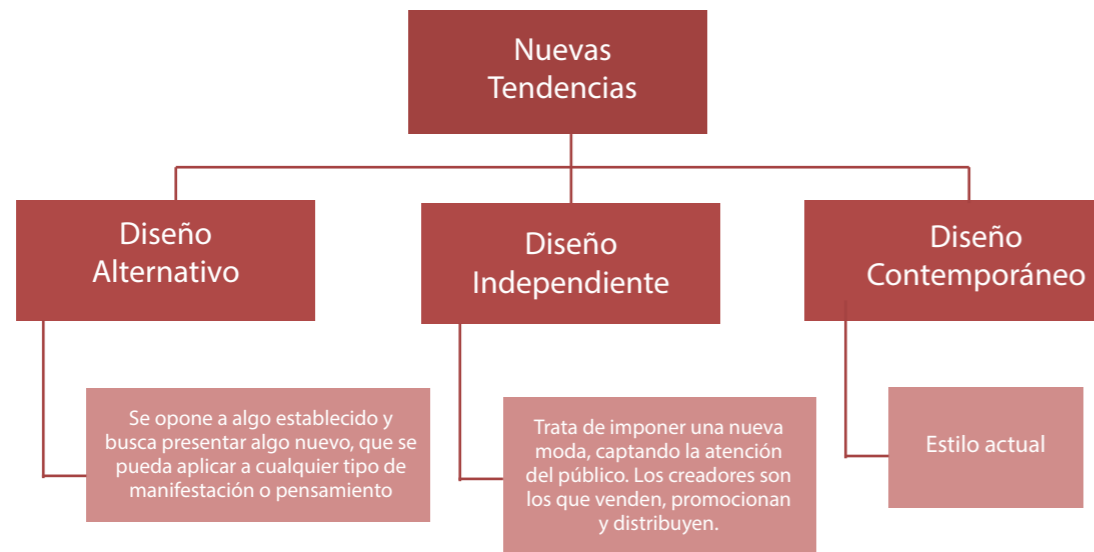 Nuevas
Tendencias
Diseño
Alternativo
Diseño
Independiente
Diseño
Contemporáneo
Se opone a algo establecido y
busca presentar algo nuevo, que se
pueda aplicar a cualquier tipo de
manifestación o pensamiento
Trata de imponer una nueva
moda, captando la atención
del público. Los creadores son
los que venden, promocionan
y distribuyen.
Estilo actual